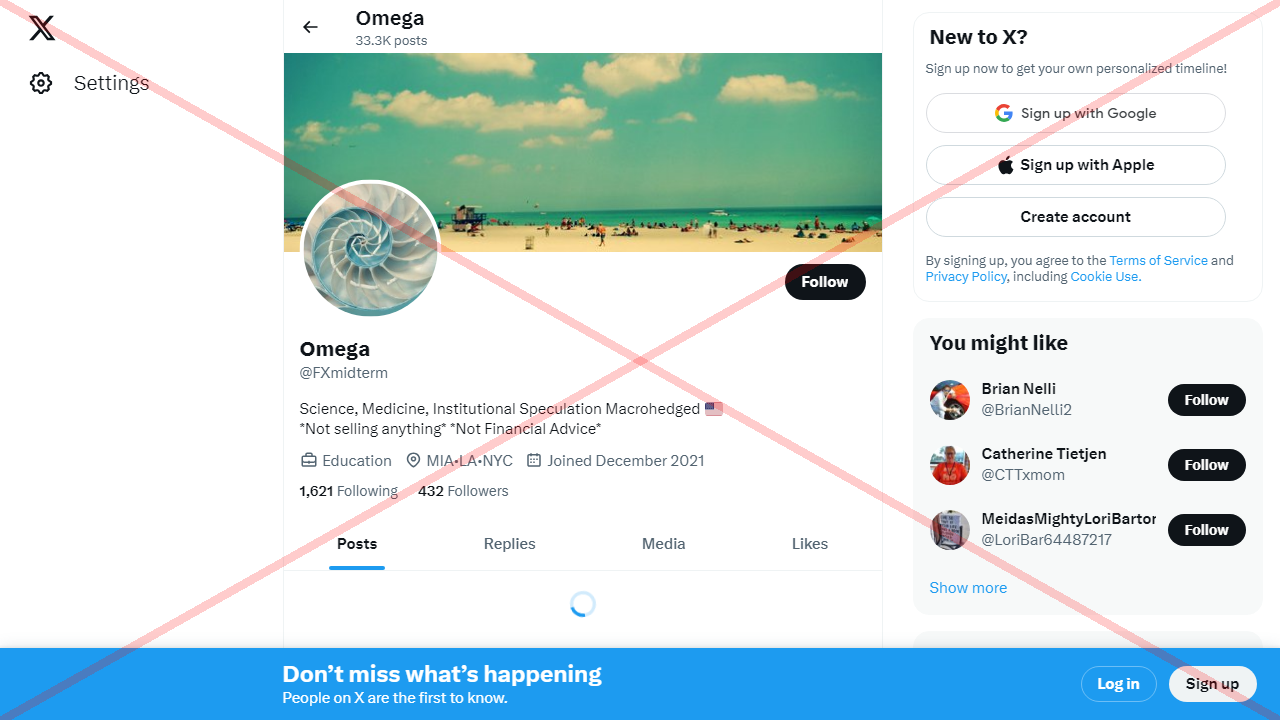 Settings
Omega
33.3K posts
Follow
Omega
@FXmidterm
Science, Medicine, Institutional Speculation Macrohedged 🇺🇸
*Not selling anything* *Not Financial Advice*
Education MIA•LA•NYC Joined December 2021
1,621 Following 432 Followers
Posts Replies Media Likes
New to X?
Sign up now to get your own personalized timeline!
Sign up with Google
Sign up with Apple
Create account
By signing up, you agree to the Terms of Service and
Privacy Policy, including Cookie Use.
You might like
Brian Nelli
@BrianNelli2
Follow
Catherine Tietjen
@CTTxmom
Follow
MeidasMightyLoriBartor
@LoriBar64487217
Follow
Show more
Don’t miss what’s happening
People on X are the first to know.
Log in
Sign up